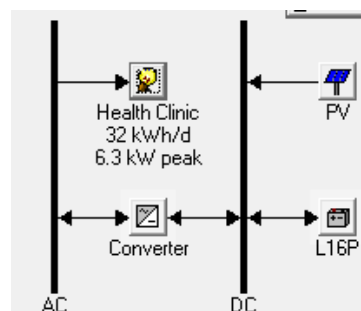 Health Clinic
32 kWh/d
6.3 kW peak
PV
Converter
L16P
AC
DC